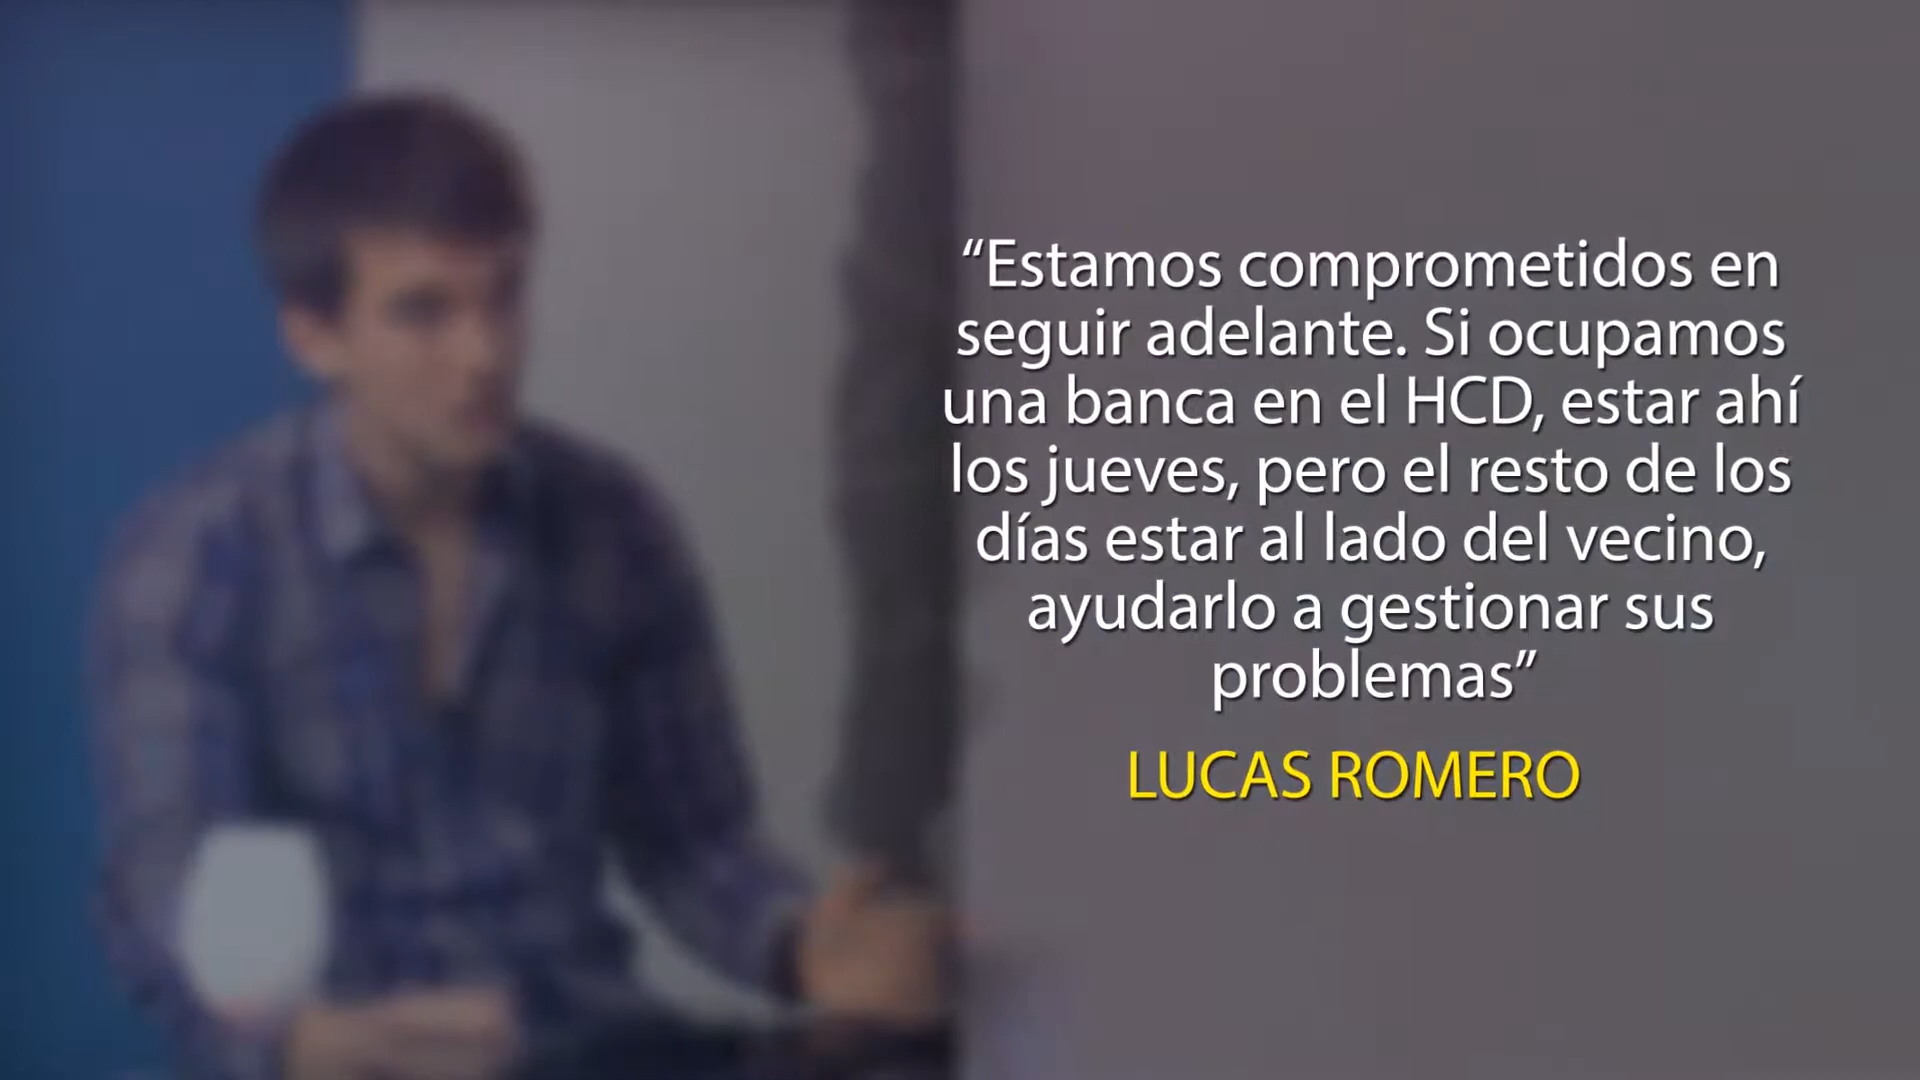 “Estamos comprometidos en
seguir adelante. Si ocupamos
una banca en el HCD, estar ahí
los jueves, pero el resto de los
días estar al lado del vecino,
ayudarlo a gestionar sus
problemas”
LUCAS ROMERO